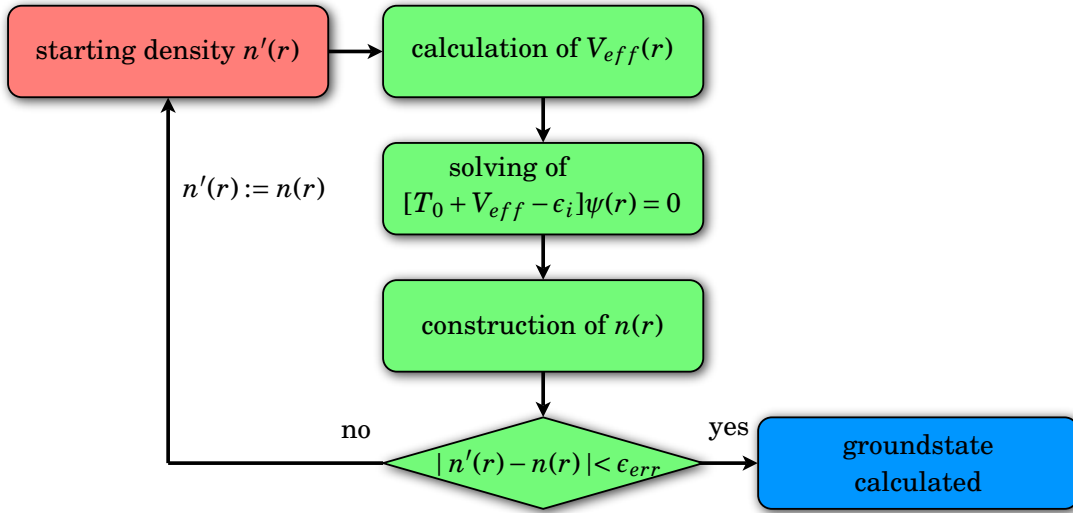 starting density n′(r)
calculation of V_eff(r)
solving of
[T_0 + V_eff − ϵ_i]ψ(r) = 0
n′(r) := n(r)
construction of n(r)
no
yes
| n′(r) − n(r) | < ϵ_err
groundstate
calculated